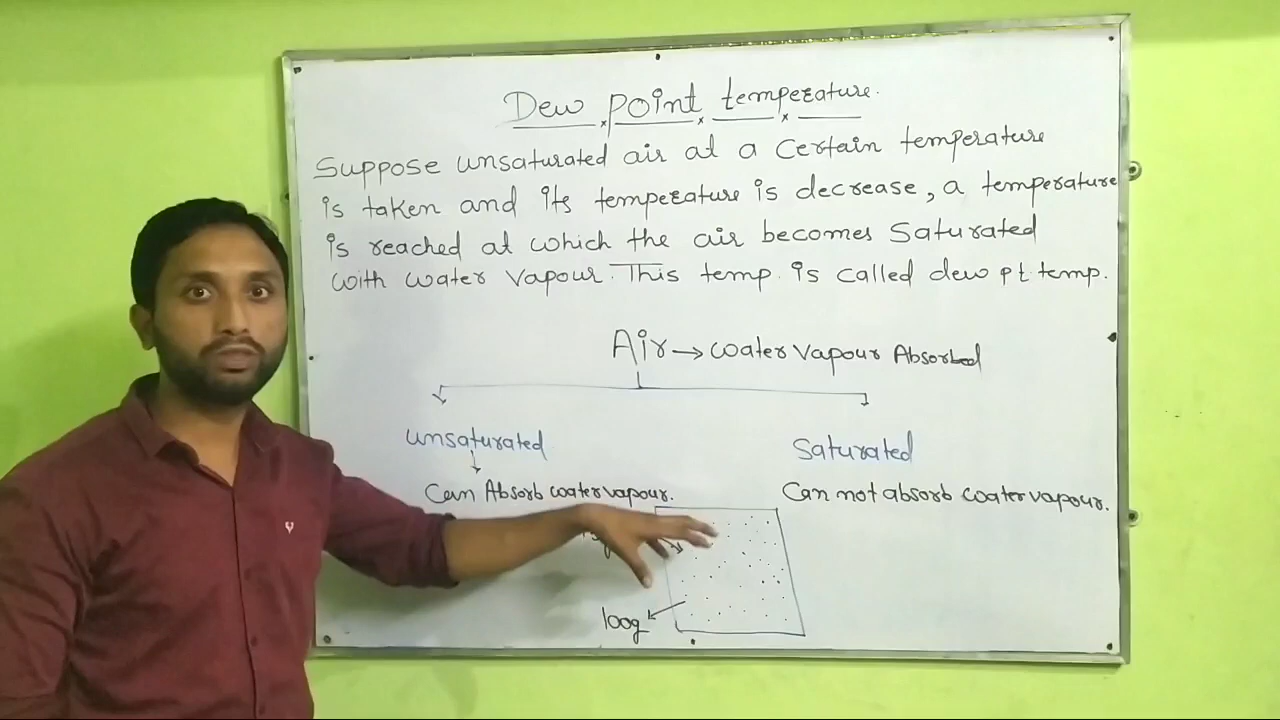 Dew point temperature.
Suppose unsaturated air at a certain temperature
is taken and its temperature is decrease, a temperature
is reached at which the air becomes saturated
with water vapour. This temp. is called dew pt. temp.
Air → water vapour Absorbed
unsaturated
Saturated
Can Absorb water vapour.
Can not absorb water vapour.
100g